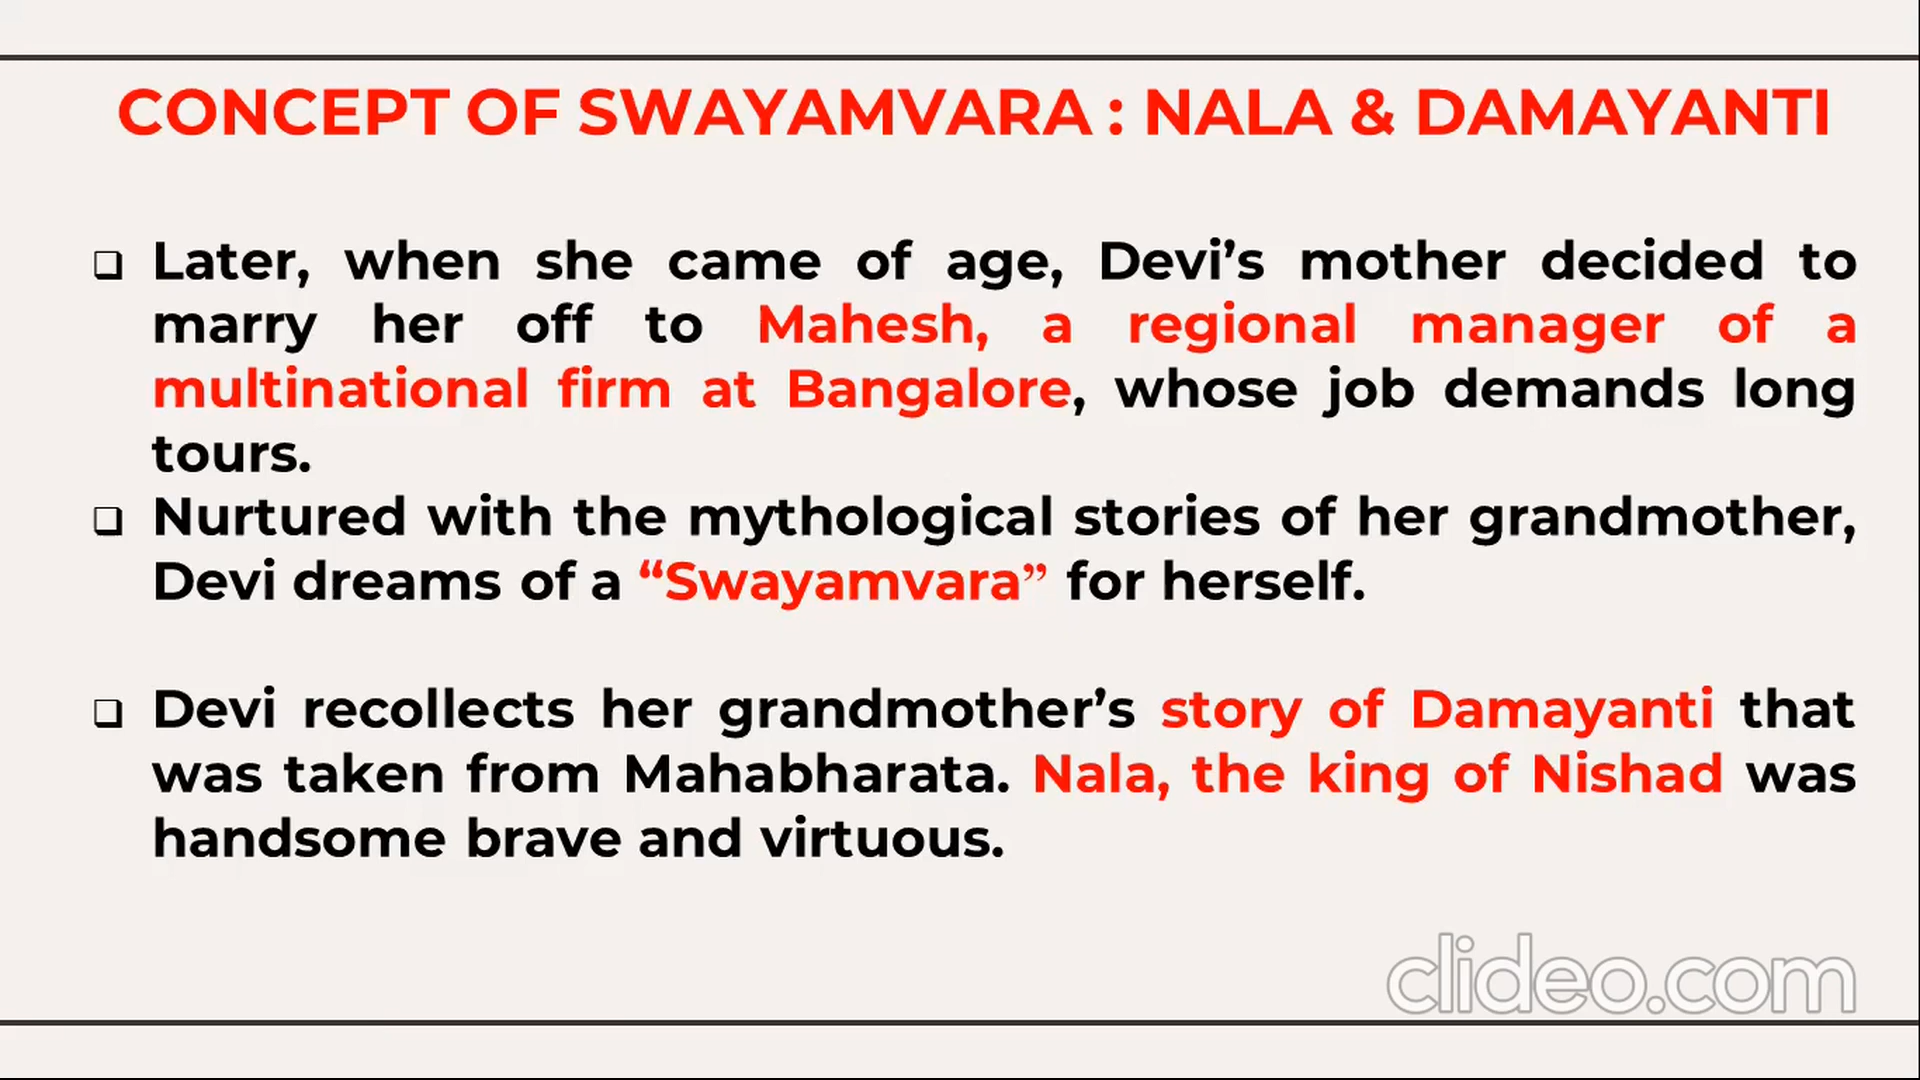 CONCEPT OF SWAYAMVARA : NALA & DAMAYANTI
Later, when she came of age, Devi’s mother decided to
marry her off to Mahesh, a regional manager of a
multinational firm at Bangalore, whose job demands long
tours.
Nurtured with the mythological stories of her grandmother,
Devi dreams of a “Swayamvara” for herself.
Devi recollects her grandmother’s story of Damayanti that
was taken from Mahabharata. Nala, the king of Nishad was
handsome brave and virtuous.
clideo.com